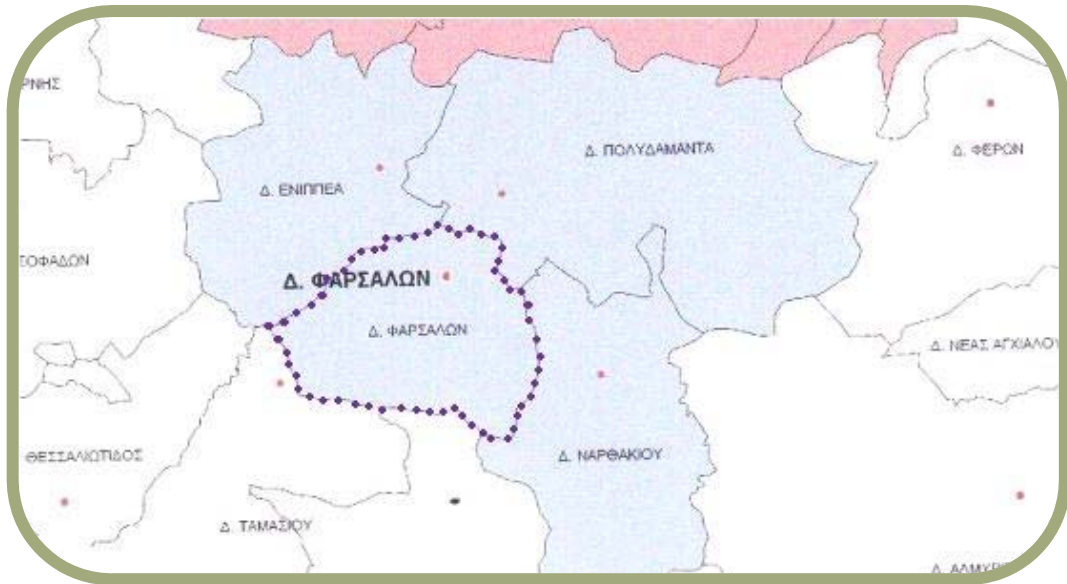 ΡΝΗΣ
Δ. ΠΟΛΥΔΑΜΑΝΤΑ
Δ. ΦΕΡΩΝ
Δ. ΕΝΙΠΠΕΑ
ΣΟΦΑΔΩΝ
Δ. ΦΑΡΣΑΛΩΝ
Δ. ΦΑΡΣΑΛΩΝ
Δ. ΝΕΑΣ ΑΓΧΙΑΛΟΥ
ΘΕΣΣΑΛΙΩΤΙΔΟΣ
Δ. ΝΑΡΘΑΚΙΟΥ
Δ. ΤΑΜΑΣΙΟΥ